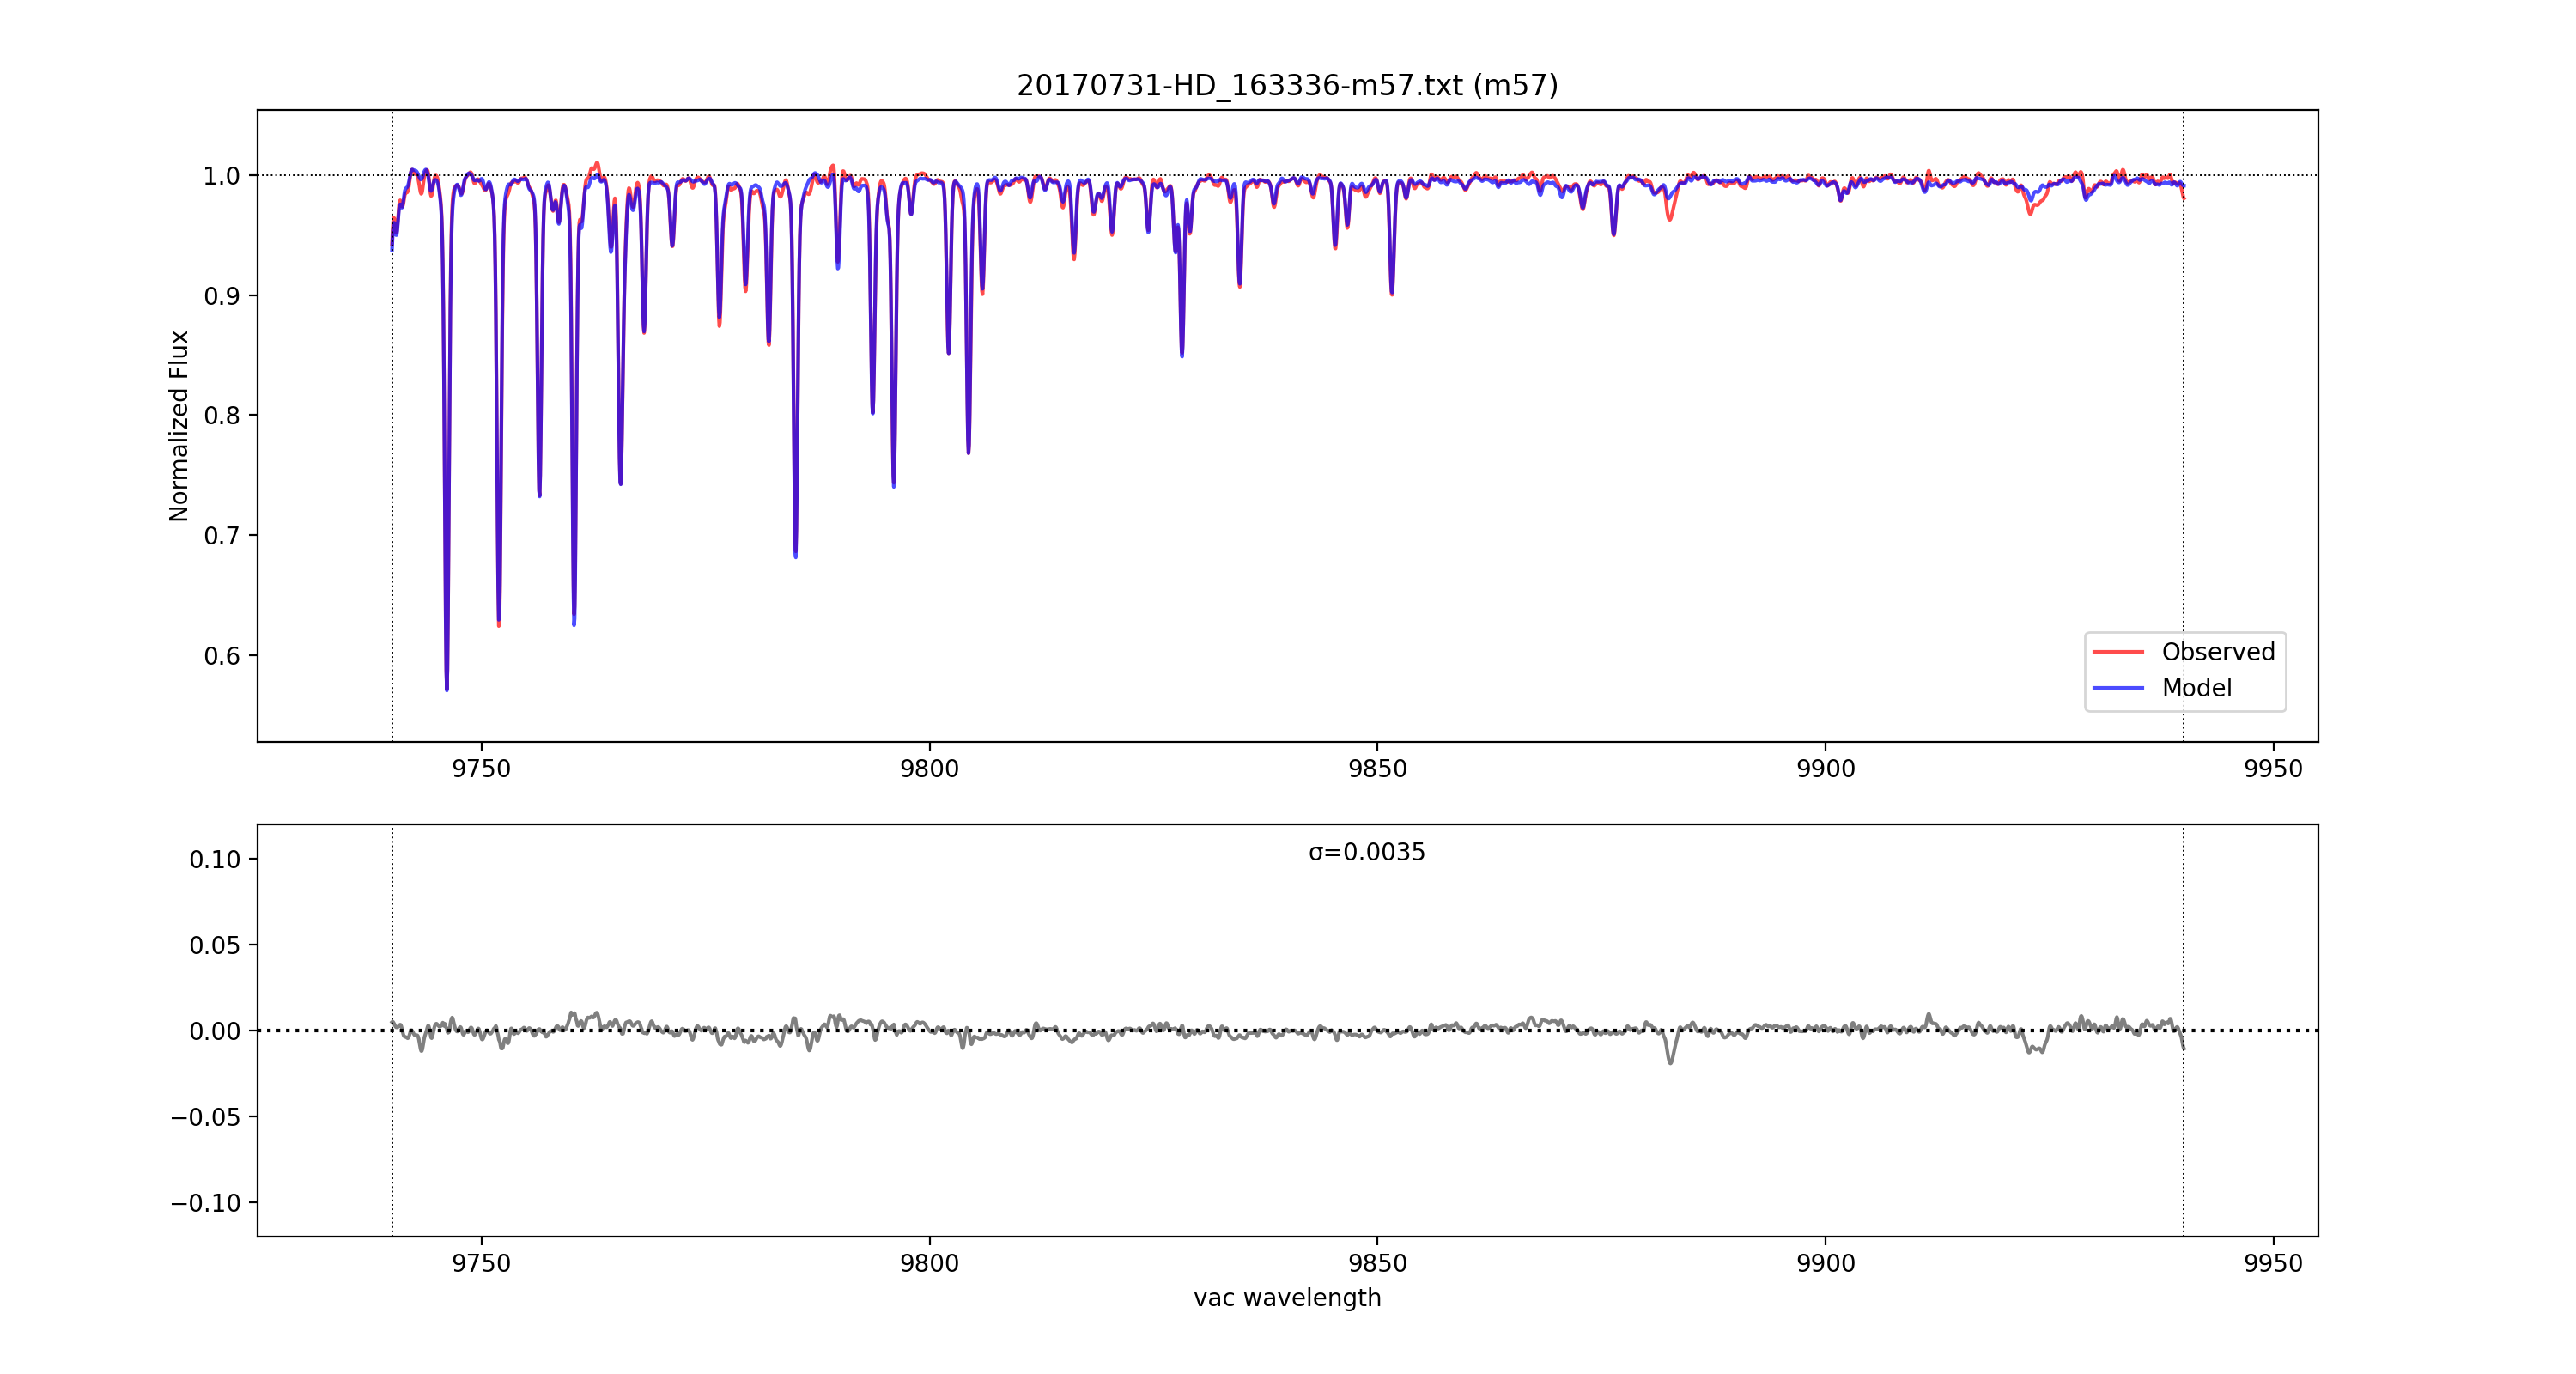 20170731-HD_163336-m57.txt (m57)
Normalized Flux
1.0
0.9
0.8
0.7
0.6
Observed
Model
9750 9800 9850 9900 9950
σ=0.0035
0.10
0.05
0.00
−0.05
−0.10
9750 9800 9850 9900 9950
vac wavelength